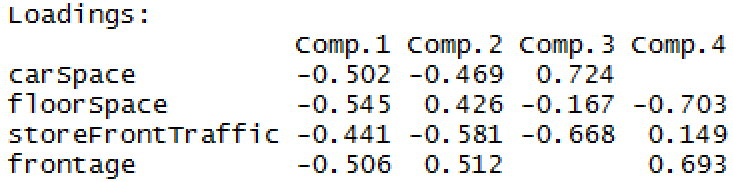 Loadings:
Comp.1 Comp.2 Comp.3 Comp.4
carSpace -0.502 -0.469 0.724
floorSpace -0.545 0.426 -0.167 -0.703
storeFrontTraffic -0.441 -0.581 -0.668 0.149
frontage -0.506 0.512 0.693